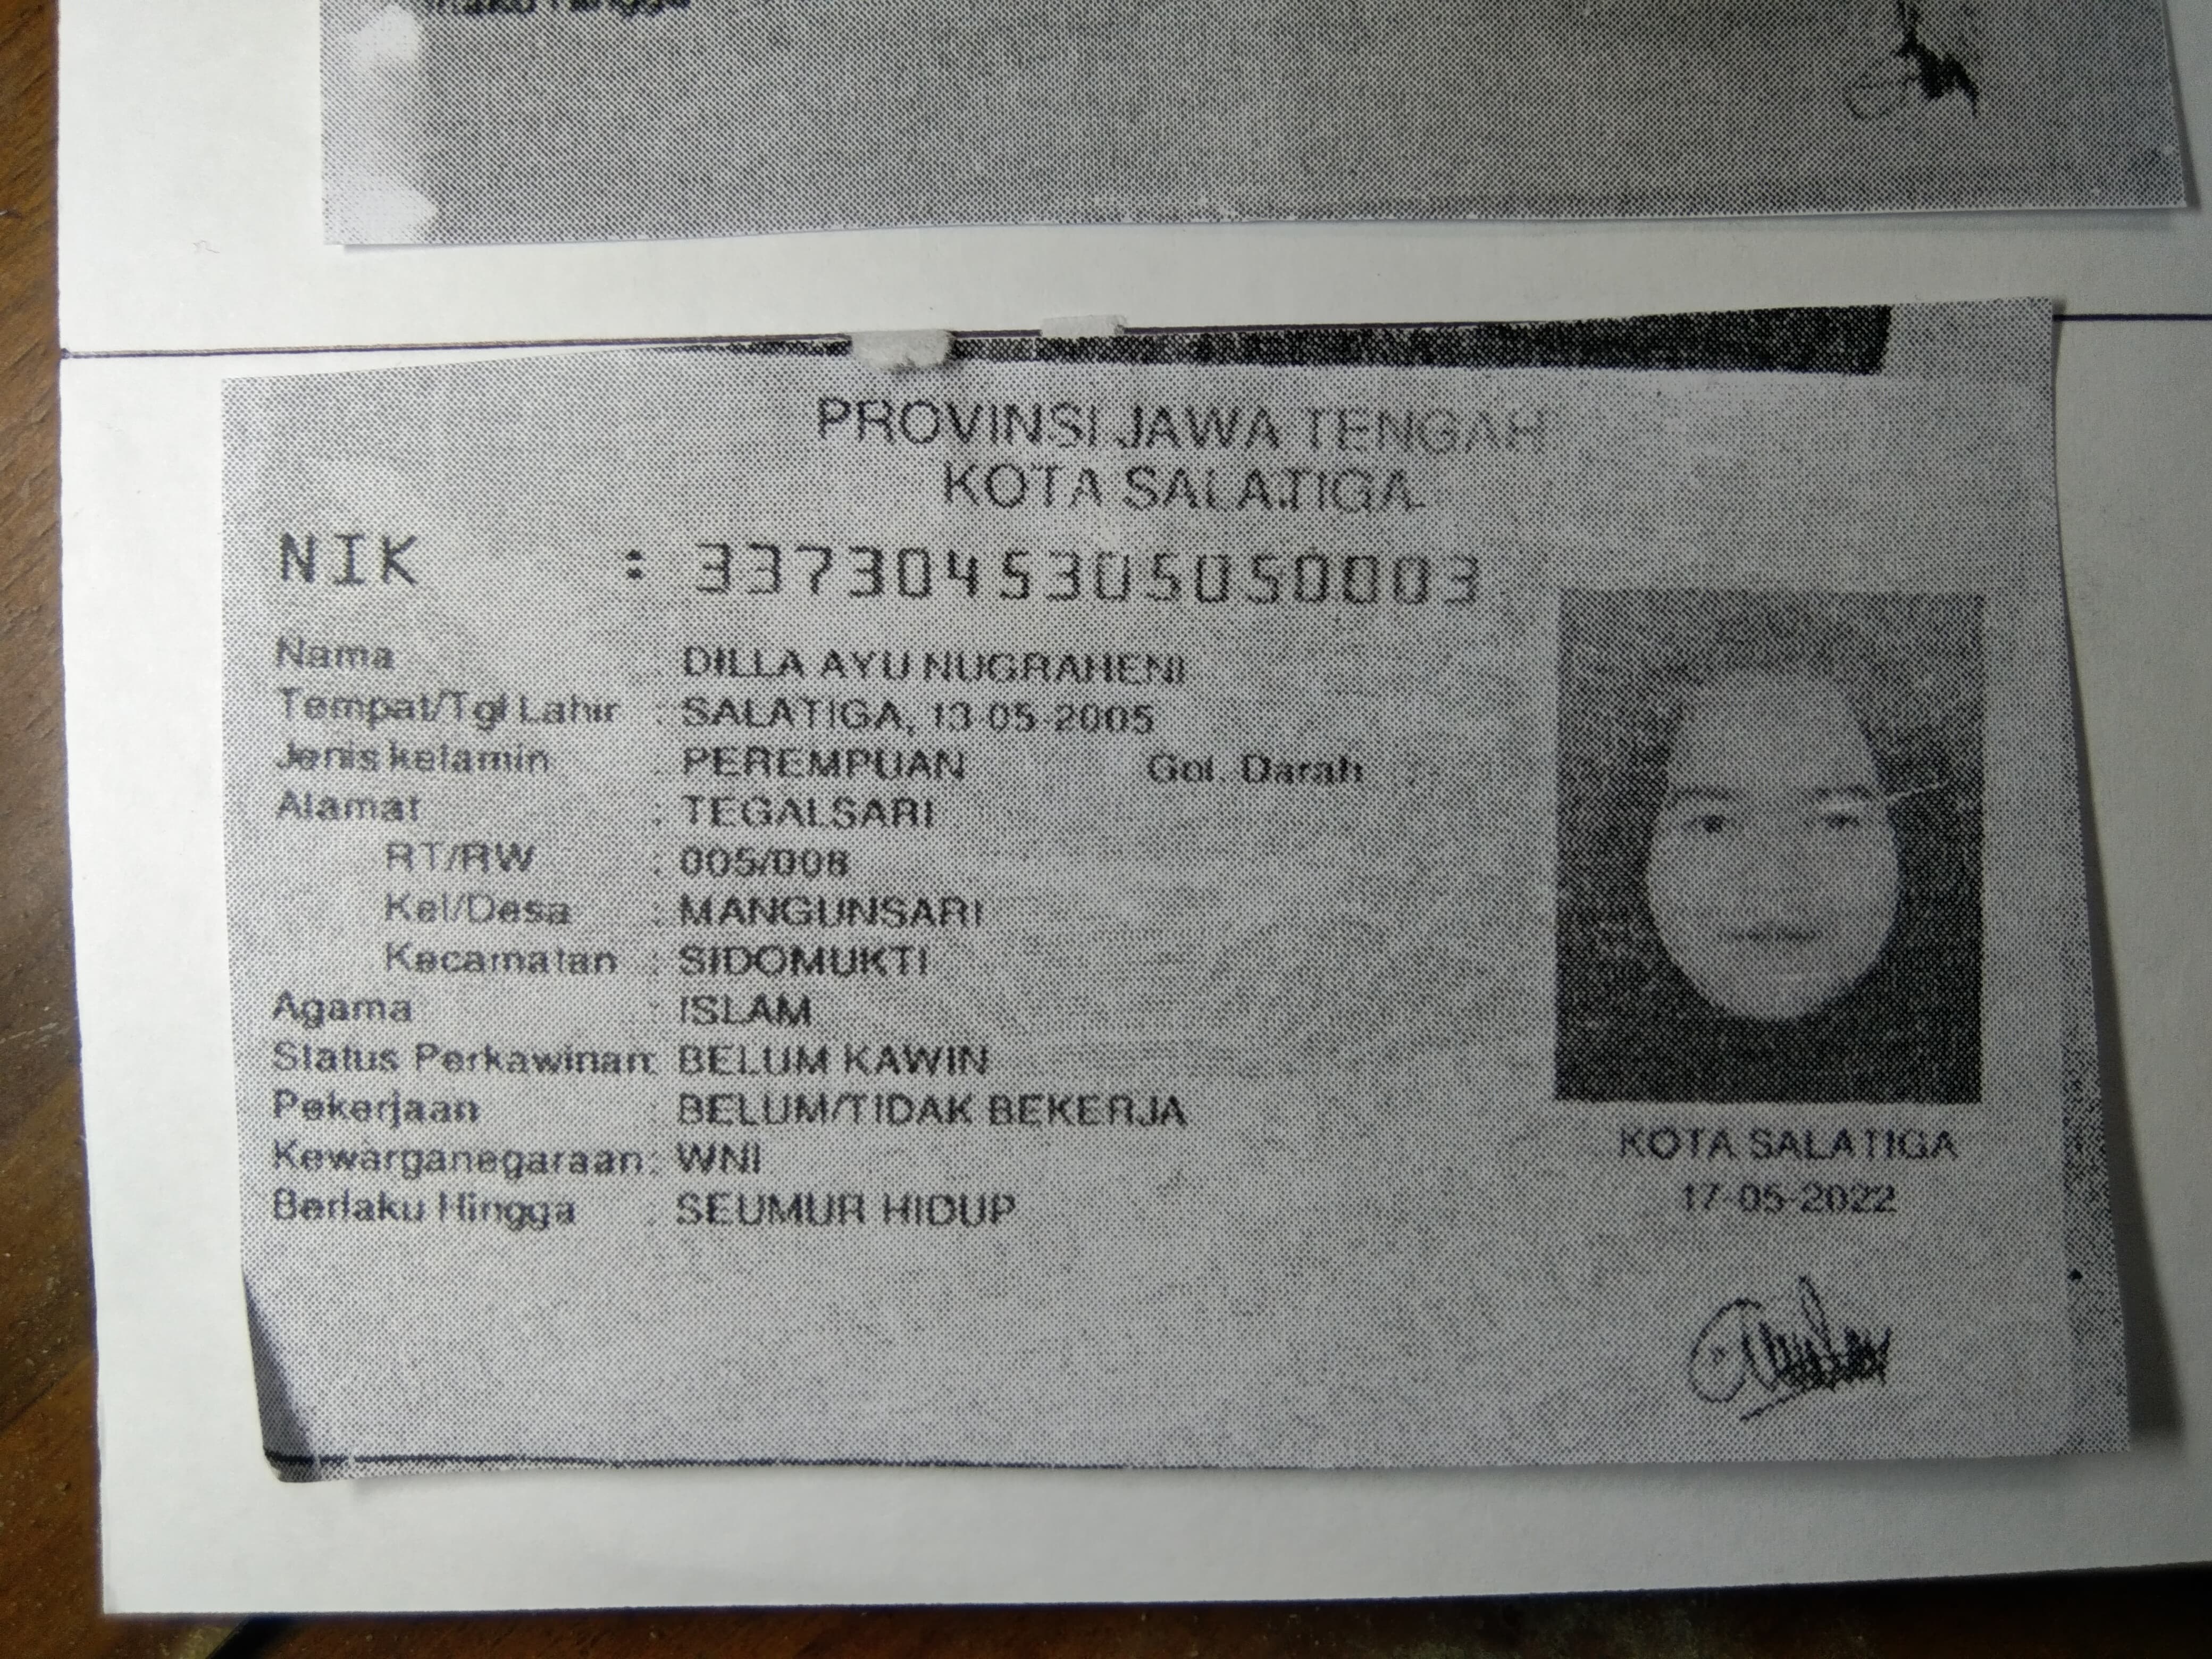 PROVINSI JAWA TENGAH
KOTA SALATIGA
NIK : 3373045305050003
Nama DILLA AYU NUGRAHENI
Tempat/Tgl Lahir : SALATIGA, 13-05-2005
Jenis kelamin : PEREMPUAN Gol. Darah :
Alamat : TEGALSARI
RT/RW : 005/008
Kel/Desa : MANGUNSARI
Kecamatan : SIDOMUKTI
Agama : ISLAM
Status Perkawinan: BELUM KAWIN
Pekerjaan : BELUM/TIDAK BEKERJA
Kewarganegaraan: WNI
Berlaku Hingga : SEUMUR HIDUP
KOTA SALATIGA
17-05-2022